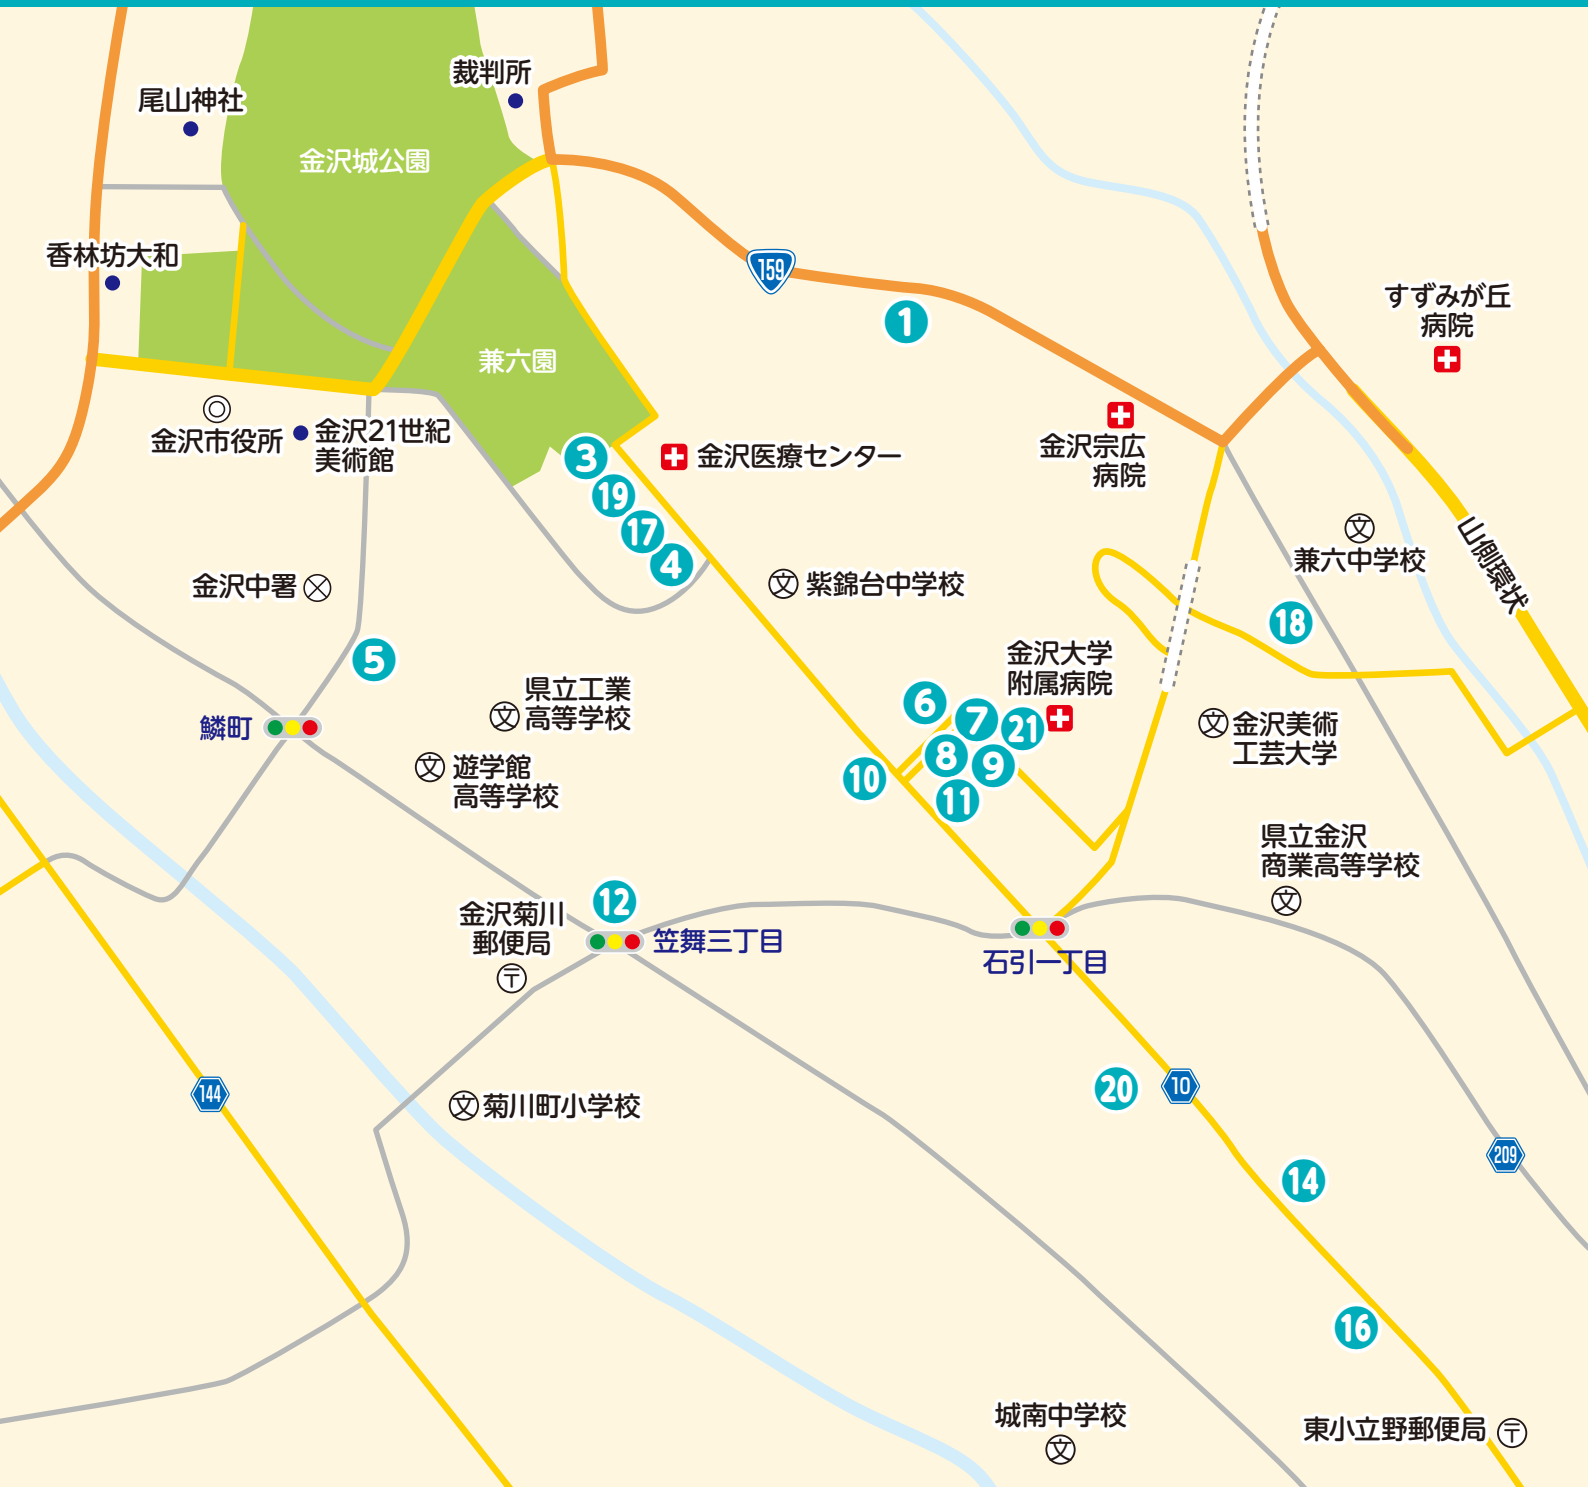 裁判所
尾山神社
金沢城公園
香林坊大和
159
すずみが丘
病院
1
兼六園
金沢市役所
金沢21世紀
美術館
3
金沢医療センター
金沢宗広
病院
19
17
4
山側環状
兼六中学校
文
金沢中署
文
紫錦台中学校
18
5
金沢大学
附属病院
県立工業
高等学校
文
6
7
21
鱗町
文
金沢美術
工芸大学
遊学館
高等学校
文
8
9
10
11
県立金沢
商業高等学校
文
12
金沢菊川
郵便局
〒
笠舞三丁目
石引一丁目
144
文
菊川町小学校
20
10
209
14
16
城南中学校
文
東小立野郵便局
〒